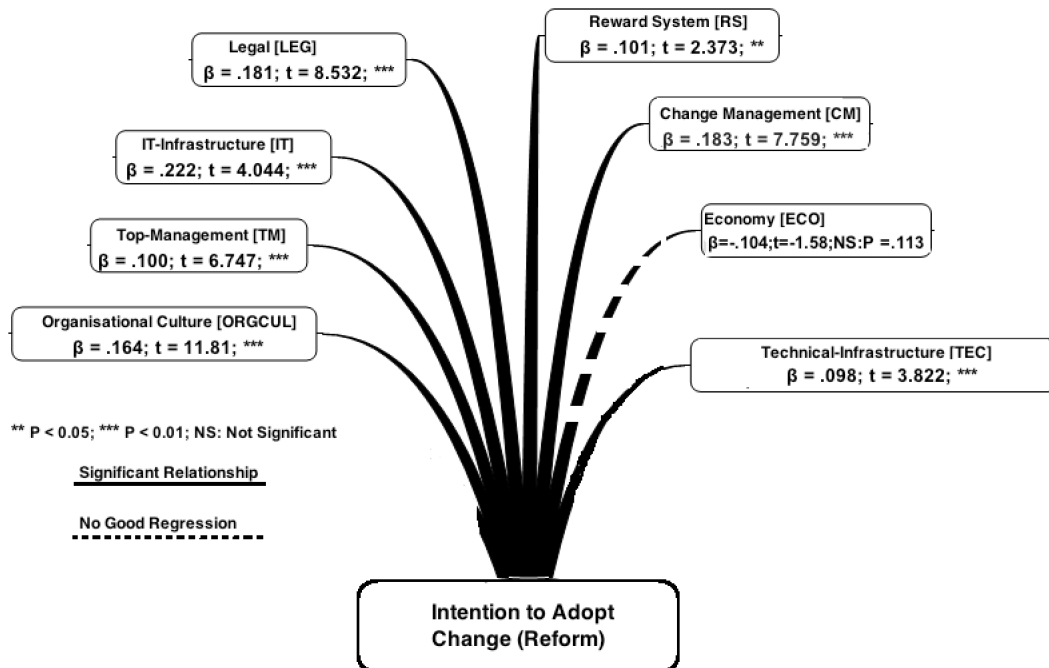 Reward System [RS]
β = .101; t = 2.373; **
Legal [LEG]
β = .181; t = 8.532; ***
Change Management [CM]
β = .183; t = 7.759; ***
IT-Infrastructure [IT]
β = .222; t = 4.044; ***
Economy [ECO]
β=-.104;t=-1.58;NS:P =.113
Top-Management [TM]
β = .100; t = 6.747; ***
Organisational Culture [ORGCUL]
β = .164; t = 11.81; ***
Technical-Infrastructure [TEC]
β = .098; t = 3.822; ***
** P < 0.05; *** P < 0.01; NS: Not Significant
Significant Relationship
No Good Regression
Intention to Adopt
Change (Reform)